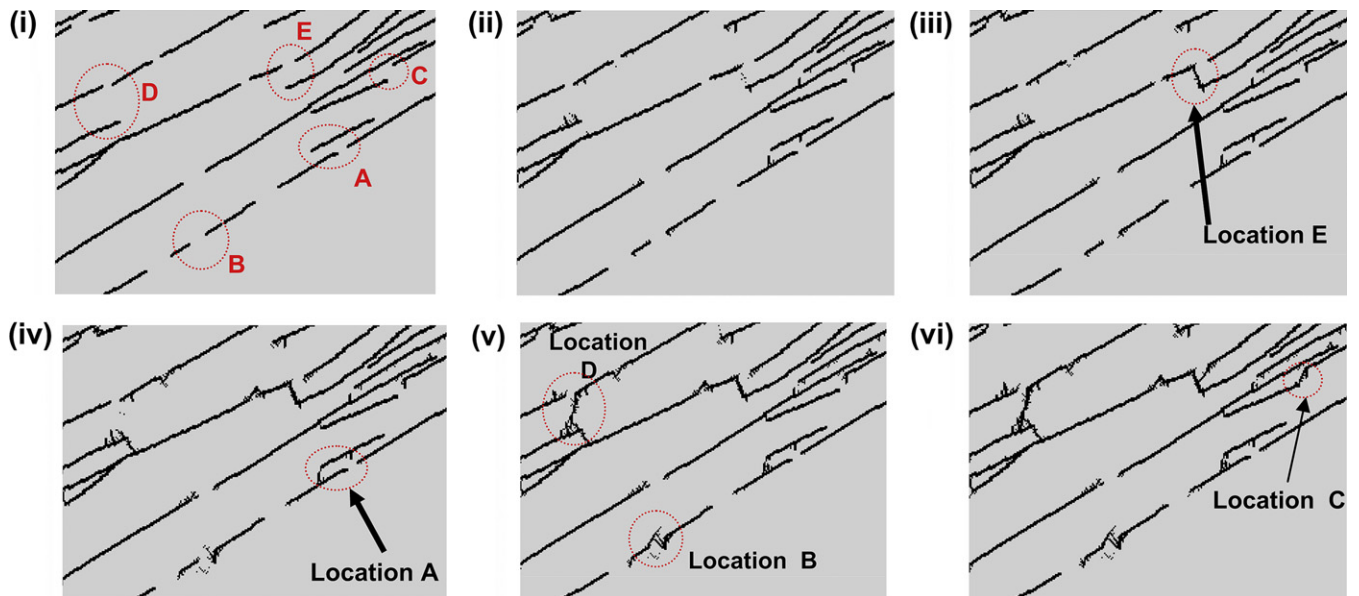 (i)
E
C
D
A
B
(ii)
(iii)
Location E
(iv)
Location A
(v)
Location
D
Location B
(vi)
Location C